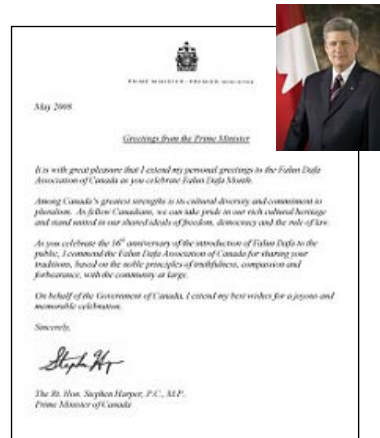 PRIME MINISTER · PREMIER MINISTRE
May 2008
Greetings from the Prime Minister
It is with great pleasure that I extend my personal greetings to the Falun Dafa
Association of Canada as you celebrate Falun Dafa Month.
Among Canada's greatest strengths is its cultural diversity and commitment to
pluralism. As fellow Canadians, we can take pride in our rich cultural heritage
and stand united in our shared ideals of freedom, democracy and the rule of law.
As you celebrate the 16th anniversary of the introduction of Falun Dafa to the
public, I commend the Falun Dafa Association of Canada for sharing your
traditions, based on the noble principles of truthfulness, compassion and
forbearance, with the community at large.
On behalf of the Government of Canada, I extend my best wishes for a joyous and
memorable celebration.
Sincerely,
The Rt. Hon. Stephen Harper, P.C., M.P.
Prime Minister of Canada